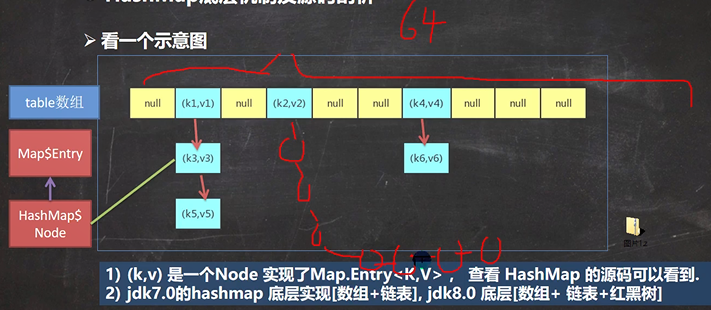 HashMap底层机制及源码剖析
64
➢ 看一个示意图
table数组
null (k1,v1) null (k2,v2) null null (k4,v4) null null null
Map$Entry
(k3,v3) (k6,v6)
HashMap$
Node
(k5,v5)
1) (k,v) 是一个Node 实现了Map.Entry<K,V> ， 查看 HashMap 的源码可以看到.
2) jdk7.0的hashmap 底层实现[数组+链表], jdk8.0 底层[数组+ 链表+红黑树]